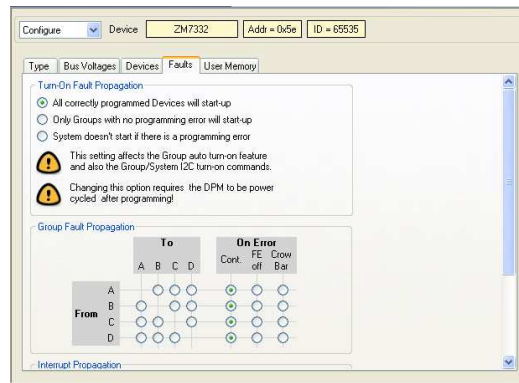 Configure Device ZM7332 Addr = 0x5e ID = 65535
Type Bus Voltages Devices Faults User Memory
Turn-On Fault Propagation
All correctly programmed Devices will start-up
Only Groups with no programming error will start-up
System doesn't start if there is a programming error
This setting affects the Group auto turn-on feature
and also the Group/System I2C turn-on commands.
Changing this option requires the DPM to be power
cycled after programming!
Group Fault Propagation
To On Error
A B C D Cont. FE off Crow Bar
From
A
B
C
D
Interrupt Propagation